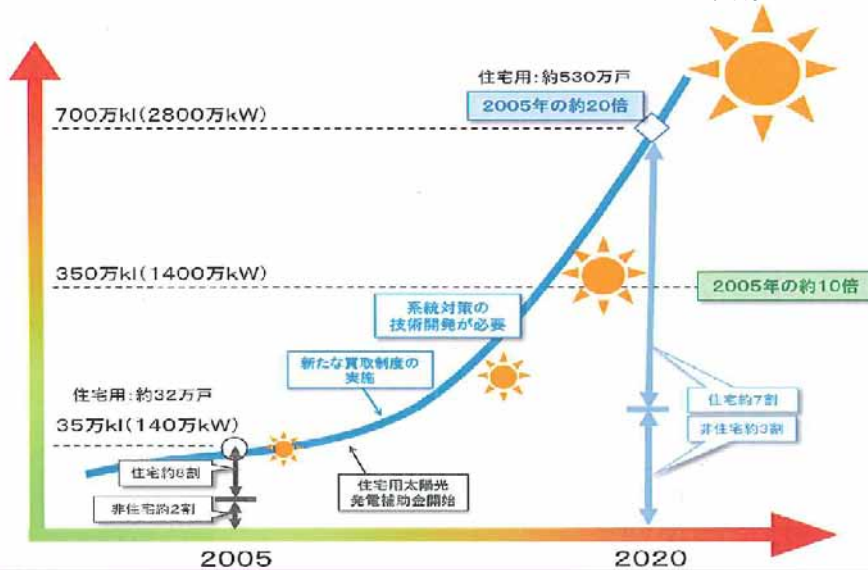 住宅用：約530万戸
2005年の約20倍
700万kl(2800万kW)
350万kl(1400万kW)
2005年の約10倍
系統対策の
技術開発が必要
新たな買取制度の
実施
住宅用：約32万戸
35万kl(140万kW)
住宅約7割
非住宅約3割
住宅約8割
非住宅約2割
住宅用太陽光
発電補助金開始
2005
2020